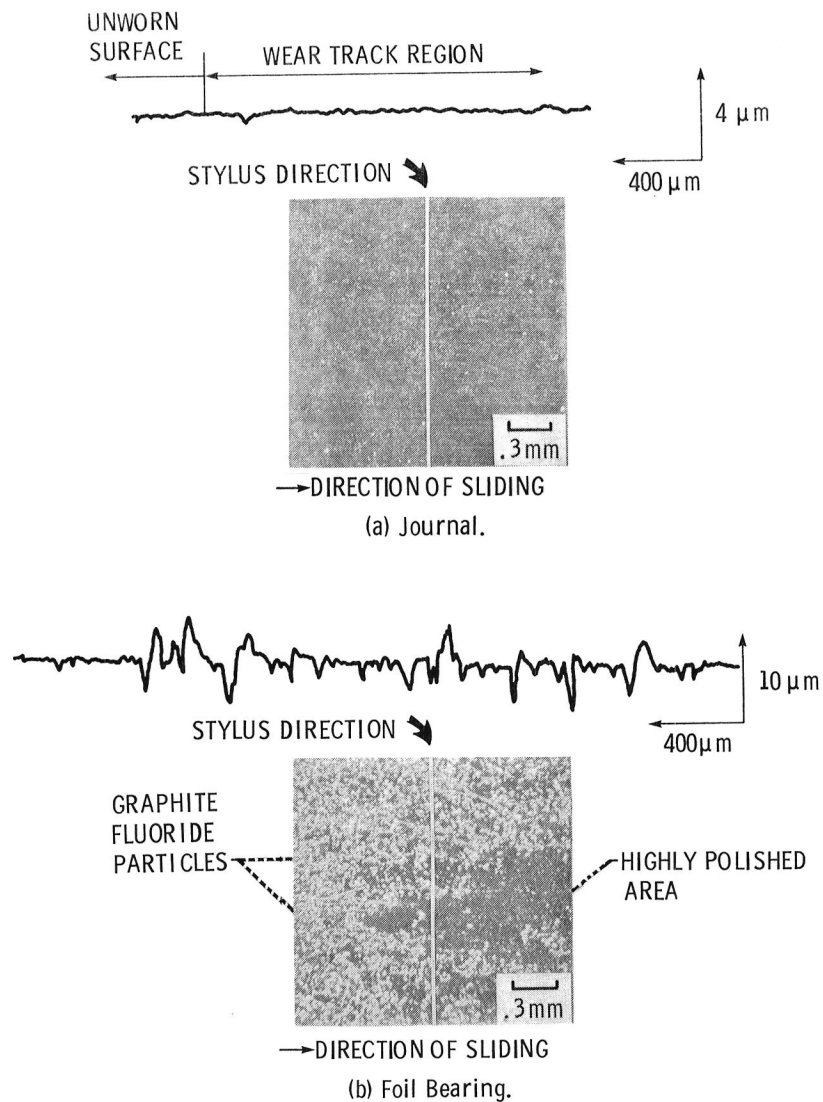 UNWORN
SURFACE
WEAR TRACK REGION
4 μm
400 μm
STYLUS DIRECTION
.3mm
DIRECTION OF SLIDING
(a) Journal.
10 μm
STYLUS DIRECTION
400μm
GRAPHITE
FLUORIDE
PARTICLES
HIGHLY POLISHED
AREA
.3mm
DIRECTION OF SLIDING
(b) Foil Bearing.